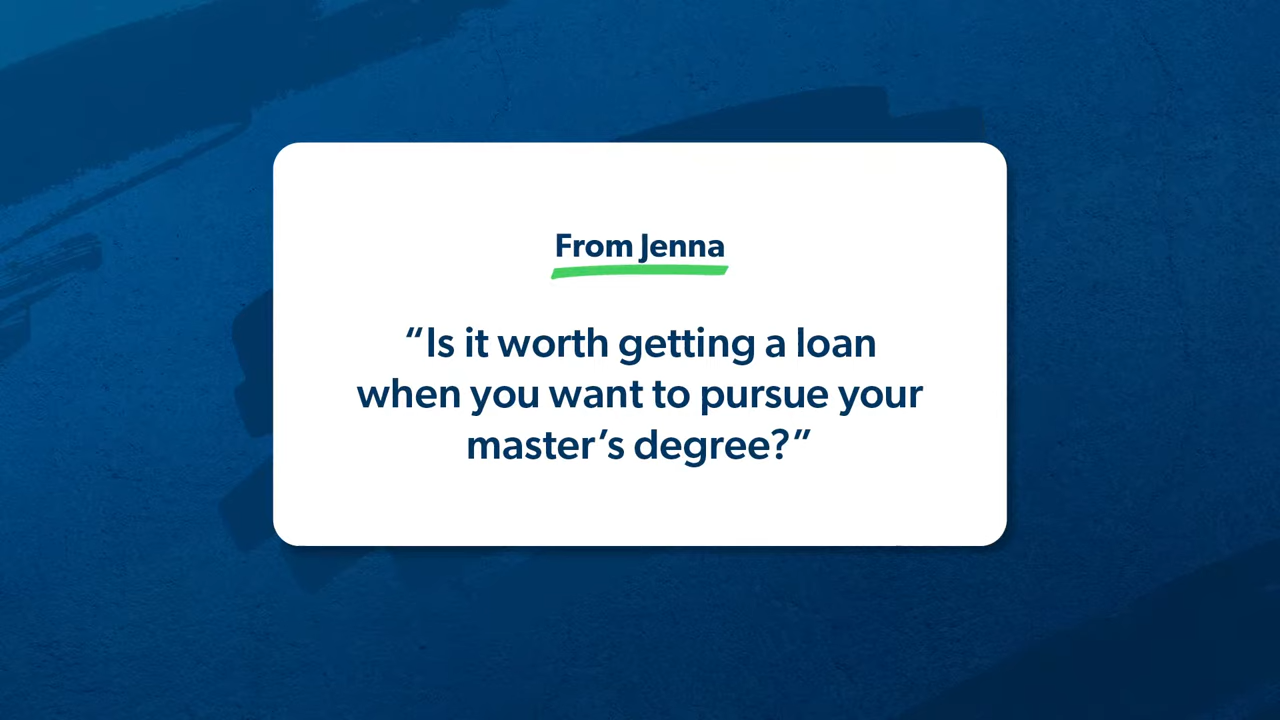 From Jenna
“Is it worth getting a loan
when you want to pursue your
master’s degree?”